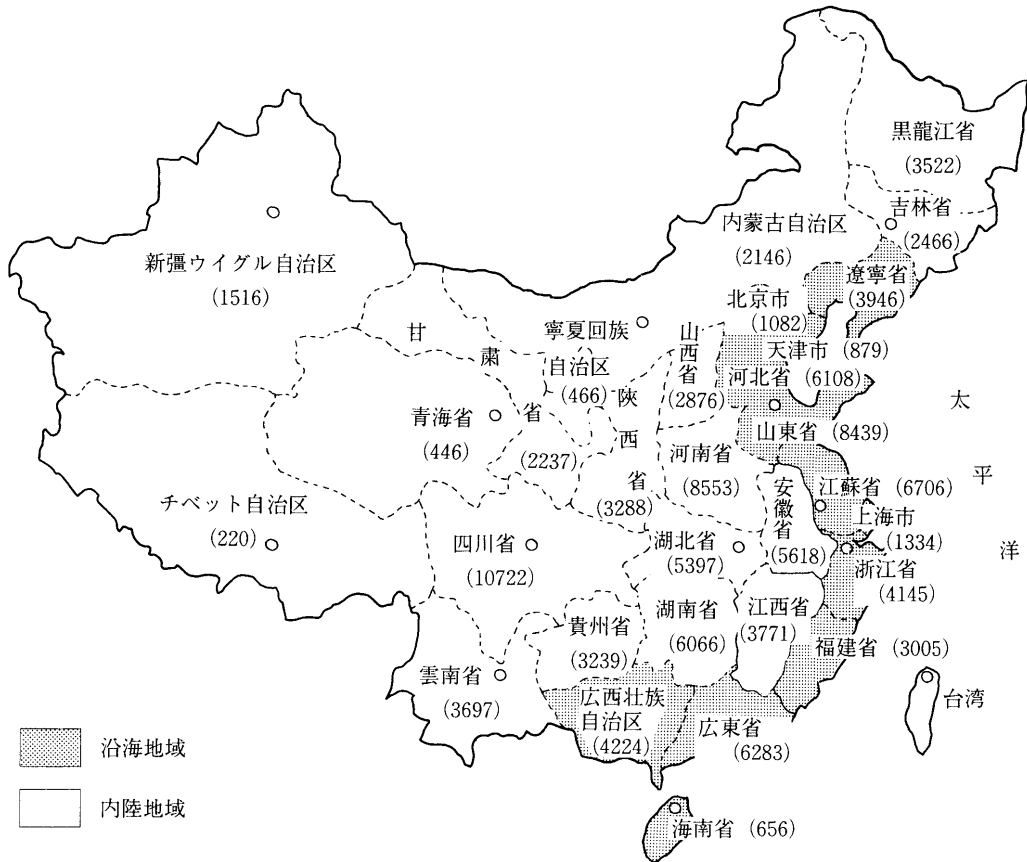 黒龍江省
(3522)
吉林省
(2466)
内蒙古自治区
(2146)
遼寧省
(3946)
新疆ウイグル自治区
(1516)
北京市
(1082)
天津市 (879)
河北省 (6108)
甘
粛
省
(2237)
寧夏回族
自治区
(466)
山西省
(2876)
陝
西
省
(3288)
青海省
(446)
山東省 (8439)
河南省
(8553)
安徽省
(5618)
江蘇省 (6706)
上海市
(1334)
浙江省
(4145)
チベット自治区
(220)
四川省
(10722)
湖北省
(5397)
湖南省
(6066)
江西省
(3771)
福建省 (3005)
貴州省
(3239)
雲南省
(3697)
広西壮族
自治区
(4224)
広東省
(6283)
海南省 (656)
台湾
太
平
洋
沿海地域
内陸地域